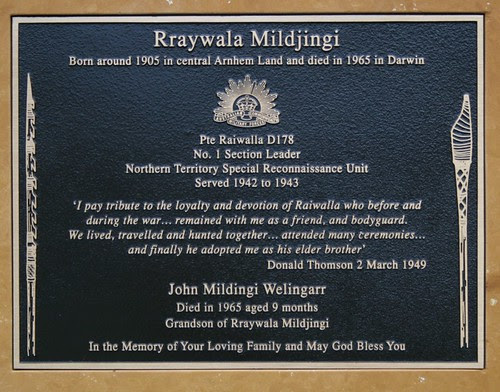 Rraywala Mildjingi
Born around 1905 in central Arnhem Land and died in 1965 in Darwin
AUSTRALIAN
MILITARY FORCES
Pte Raiwalla D178
No. 1 Section Leader
Northern Territory Special Reconnaissance Unit
Served 1942 to 1943
‘I pay tribute to the loyalty and devotion of Raiwalla who before and
during the war... remained with me as a friend, and bodyguard.
We lived, travelled and hunted together... attended many ceremonies...
and finally he adopted me as his elder brother’
Donald Thomson 2 March 1949
John Mildingi Welingarr
Died in 1965 aged 9 months
Grandson of Rraywala Mildjingi
In the Memory of Your Loving Family and May God Bless You